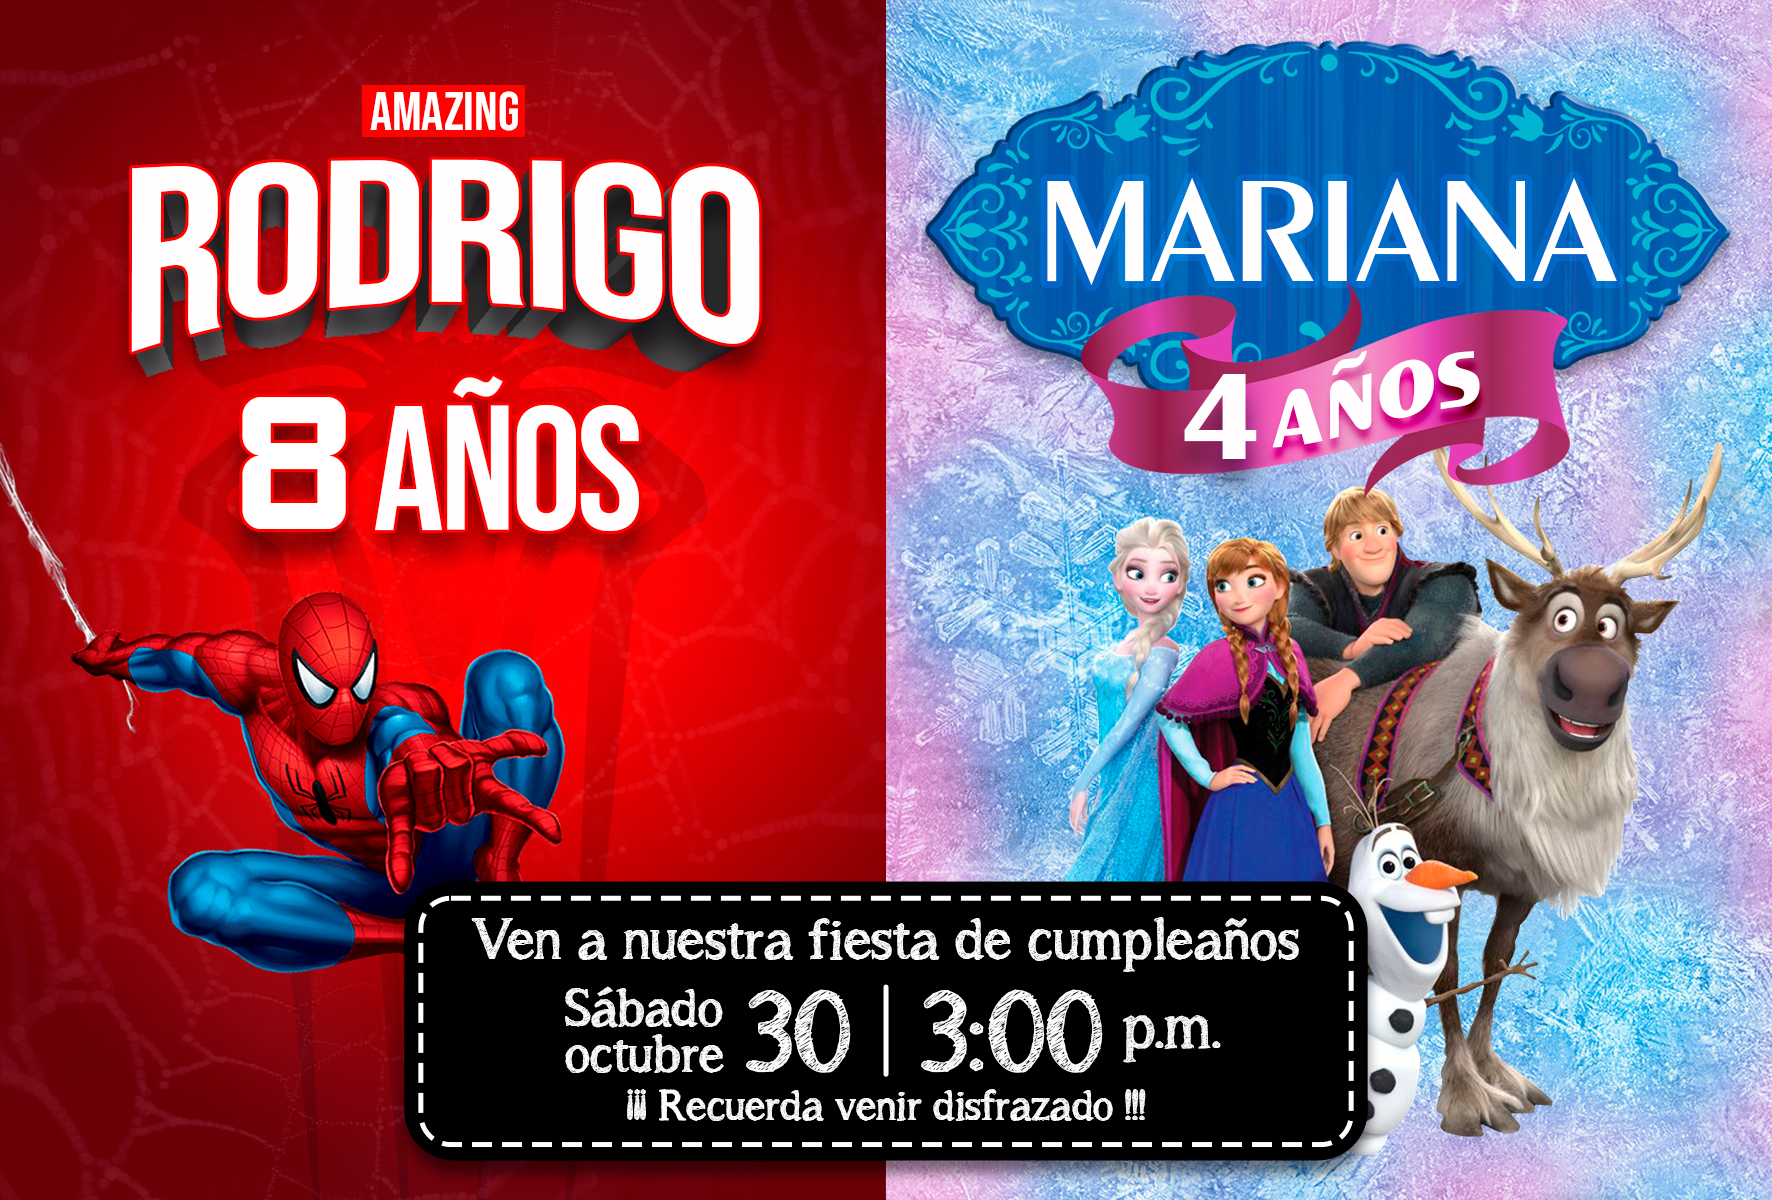 AMAZING
RODRIGO
8 AÑOS
MARIANA
4 AÑOS
Ven a nuestra fiesta de cumpleaños
Sábado octubre 30 | 3:00 p.m.
¡¡¡ Recuerda venir disfrazado !!!